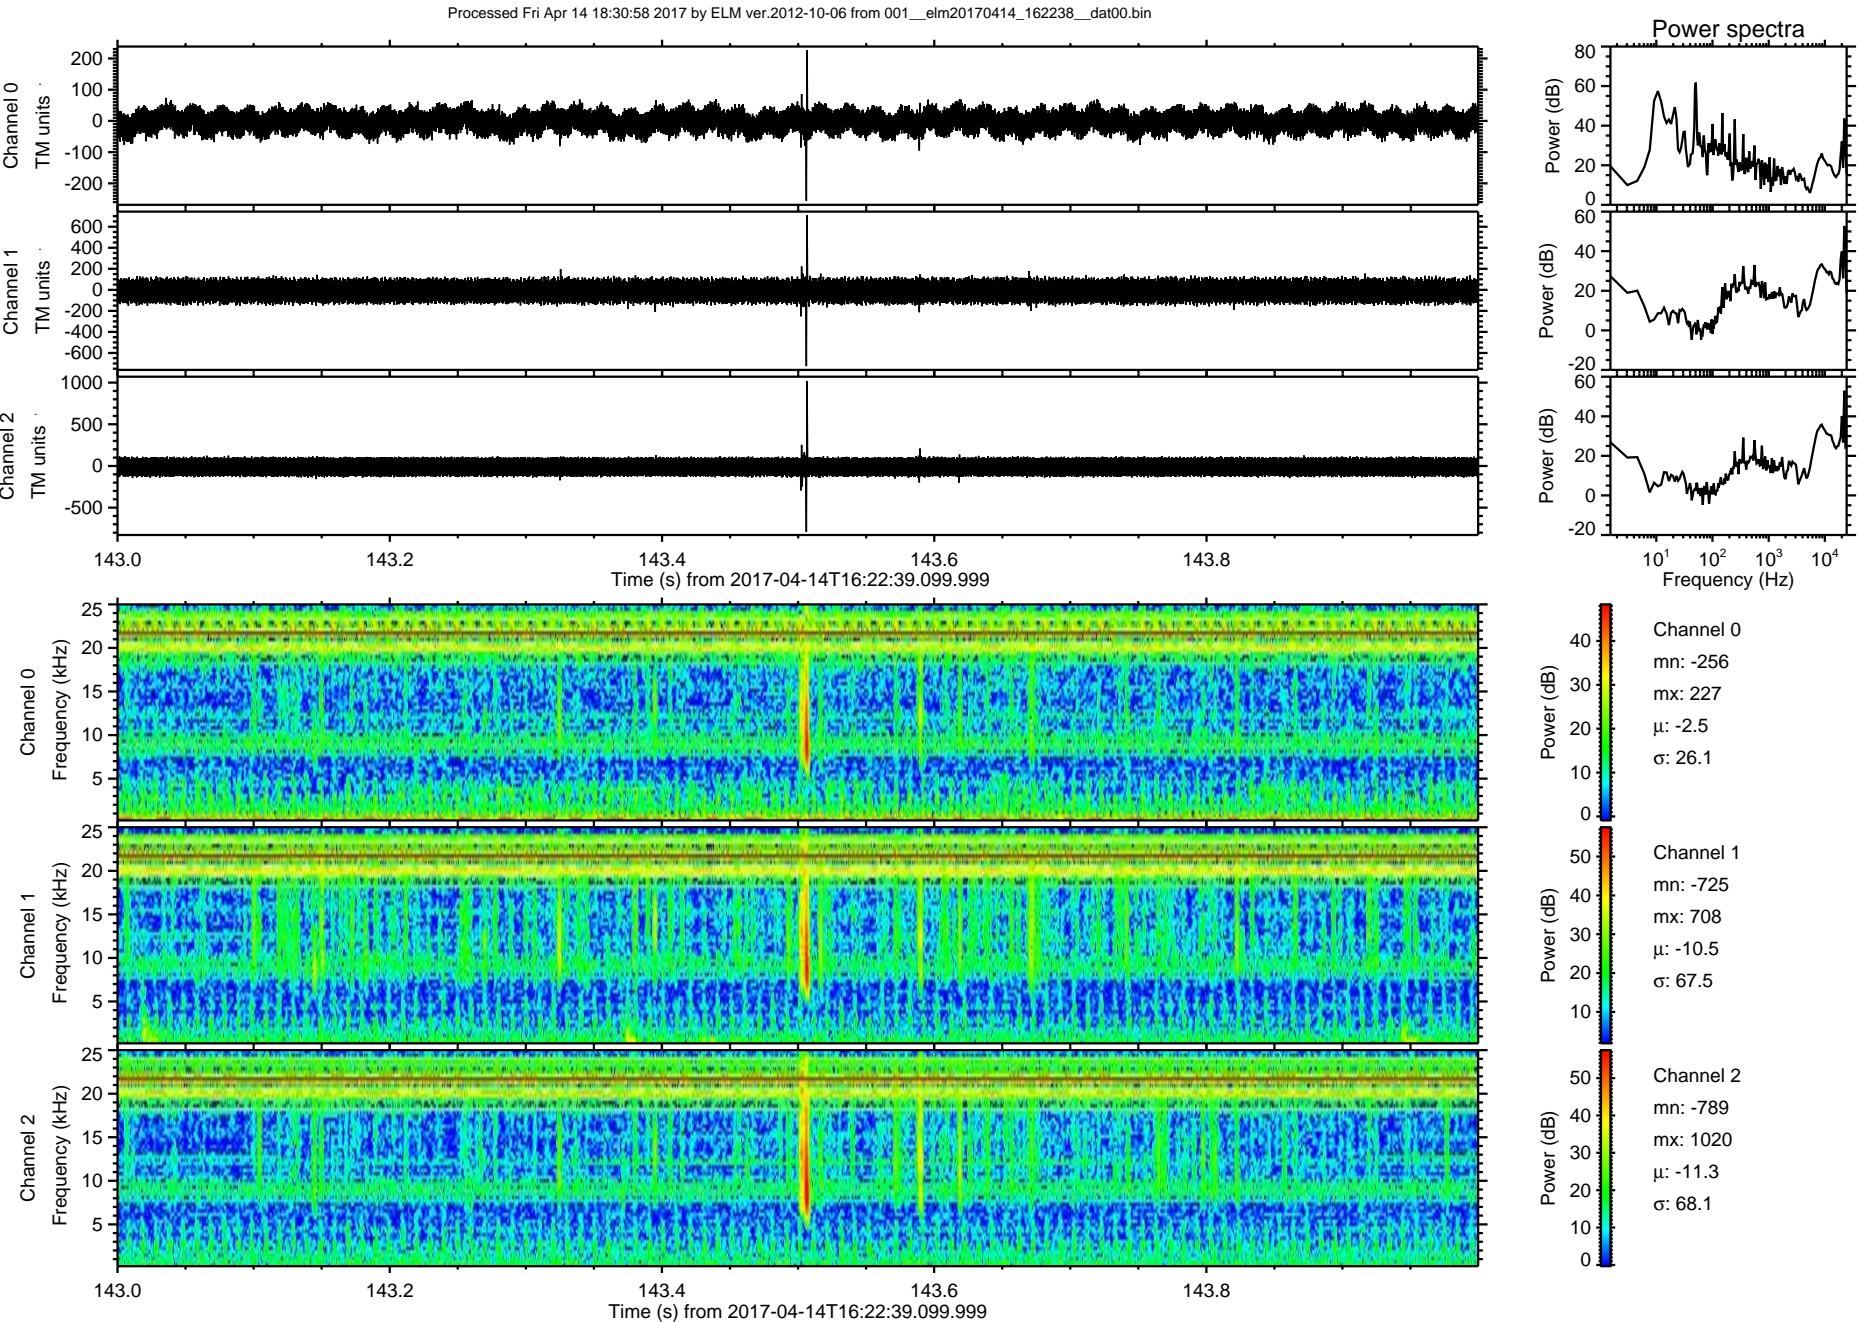 Processed Fri Apr 14 18:30:58 2017 by ELM ver.2012-10-06 from 001__elm20170414_162238__dat00.bin
Power spectra
Channel 0
TM units
200
100
0
-100
-200
Power (dB)
80
60
40
20
0
Channel 1
TM units
600
400
200
0
-200
-400
-600
Power (dB)
60
40
20
0
-20
Channel 2
TM units
1000
500
0
-500
Power (dB)
60
40
20
0
-20
143.0 143.2 143.4 143.6 143.8
Time (s) from 2017-04-14T16:22:39.099.999
10¹ 10² 10³ 10⁴
Frequency (Hz)
Channel 0
Frequency (kHz)
25
20
15
10
5
Power (dB)
40
30
20
10
0
Channel 0
mn: -256
mx: 227
μ: -2.5
σ: 26.1
Channel 1
Frequency (kHz)
25
20
15
10
5
Power (dB)
50
40
30
20
10
Channel 1
mn: -725
mx: 708
μ: -10.5
σ: 67.5
Channel 2
Frequency (kHz)
25
20
15
10
5
Power (dB)
50
40
30
20
10
0
Channel 2
mn: -789
mx: 1020
μ: -11.3
σ: 68.1
143.0 143.2 143.4 143.6 143.8
Time (s) from 2017-04-14T16:22:39.099.999